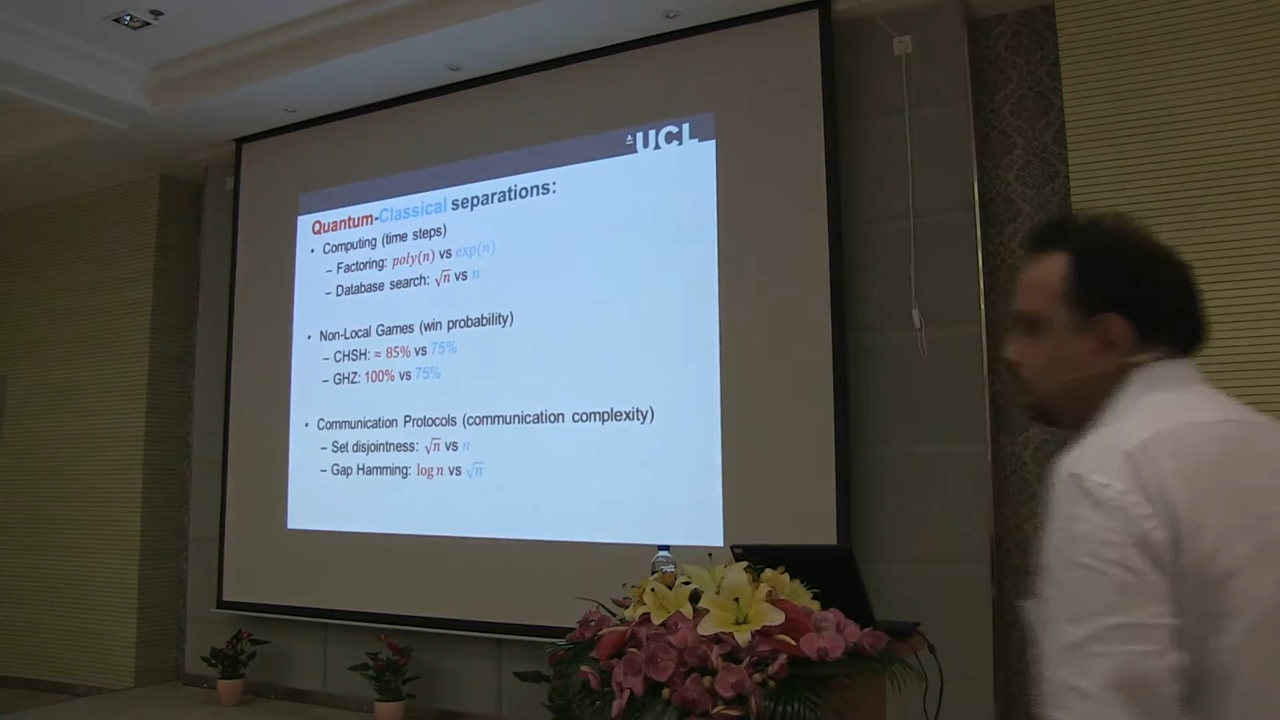 UCL
Quantum-Classical separations:
• Computing (time steps)
– Factoring: poly(n) vs exp(n)
– Database search: √n vs n
• Non-Local Games (win probability)
– CHSH: ≈ 85% vs 75%
– GHZ: 100% vs 75%
• Communication Protocols (communication complexity)
– Set disjointness: √n vs n
– Gap Hamming: log n vs √n